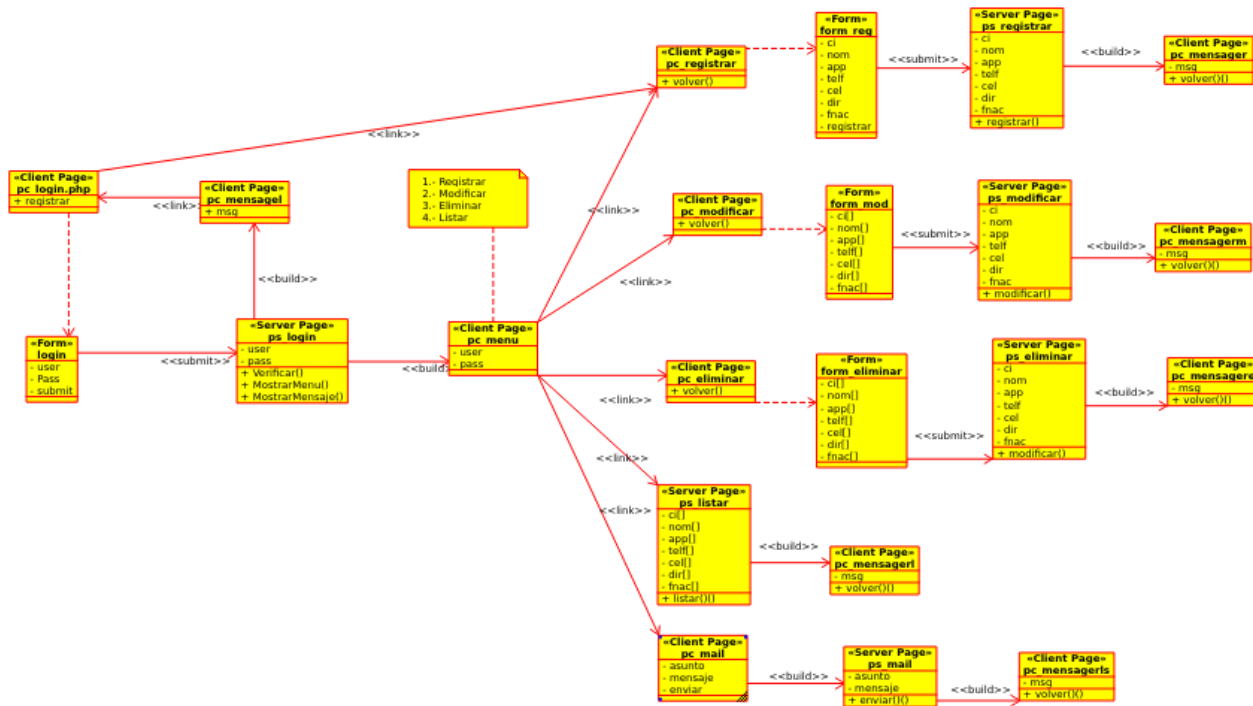 «Client Page»
pc_login.php
+ registrar
<<link>>
«Client Page»
pc_mensagel
+ msg
<<link>
<<build>>
«Form»
login
- user
- Pass
- submit
<<submit>>
«Server Page»
ps_login
- user
- pass
+ Verificar()
+ MostrarMenu()
+ MostrarMensaje()
<<build>
1.- Registrar
2.- Modificar
3.- Eliminar
4.- Listar
«Client Page»
pc_menu
- user
- pass
<<link>>
<<link>>
<<link>>
<<link>>
<<link>>
«Client Page»
pc_registrar
+ volver()
«Form»
form_reg
- ci
- nom
- app
- telf
- cel
- dir
- fnac
- registrar
<<submit>>
«Server Page»
ps_registrar
- ci
- nom
- app
- telf
- cel
- dir
- fnac
+ registrar()
<<build>>
«Client Page»
pc_mensager
- msg
+ volver()()
«Client Page»
pc_modificar
+ volver()
«Form»
form_mod
- ci[]
- nom[]
- app[]
- telf[]
- cel[]
- dir[]
- fnac[]
<<submit>>
«Server Page»
ps_modificar
- ci
- nom
- app
- telf
- cel
- dir
- fnac
+ modificar()
<<build>>
«Client Page»
pc_mensagerm
- msg
+ volver()()
«Client Page»
pc_eliminar
+ volver()
«Form»
form_eliminar
- ci[]
- nom[]
- app[]
- telf[]
- cel[]
- dir[]
- fnac[]
<<submit>>
«Server Page»
ps_eliminar
- ci
- nom
- app
- telf
- cel
- dir
- fnac
+ modificar()
<<build>>
«Client Page»
pc_mensagere
- msg
+ volver()()
«Server Page»
ps_listar
- ci[]
- nom[]
- app[]
- telf[]
- cel[]
- dir[]
- fnac[]
+ listar()()
<<build>>
«Client Page»
pc_mensagerl
- msg
+ volver()()
«Client Page»
pc_mail
- asunto
- mensaje
- enviar
<<build>>
«Server Page»
ps_mail
- asunto
- mensaje
+ enviar()()
<<build>>
«Client Page»
pc_mensagerls
- msg
+ volver()()